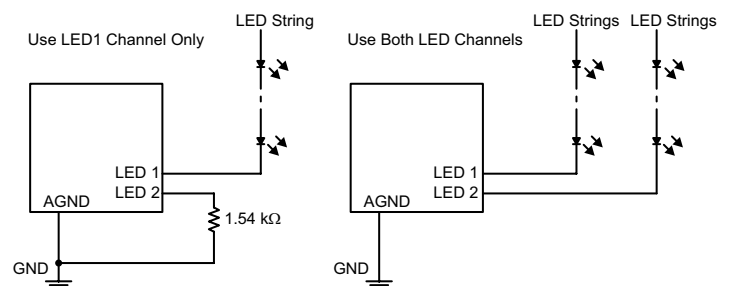 Use LED1 Channel Only
LED String
LED 1
LED 2
AGND
1.54 kΩ
GND
Use Both LED Channels
LED Strings LED Strings
LED 1
LED 2
AGND
GND